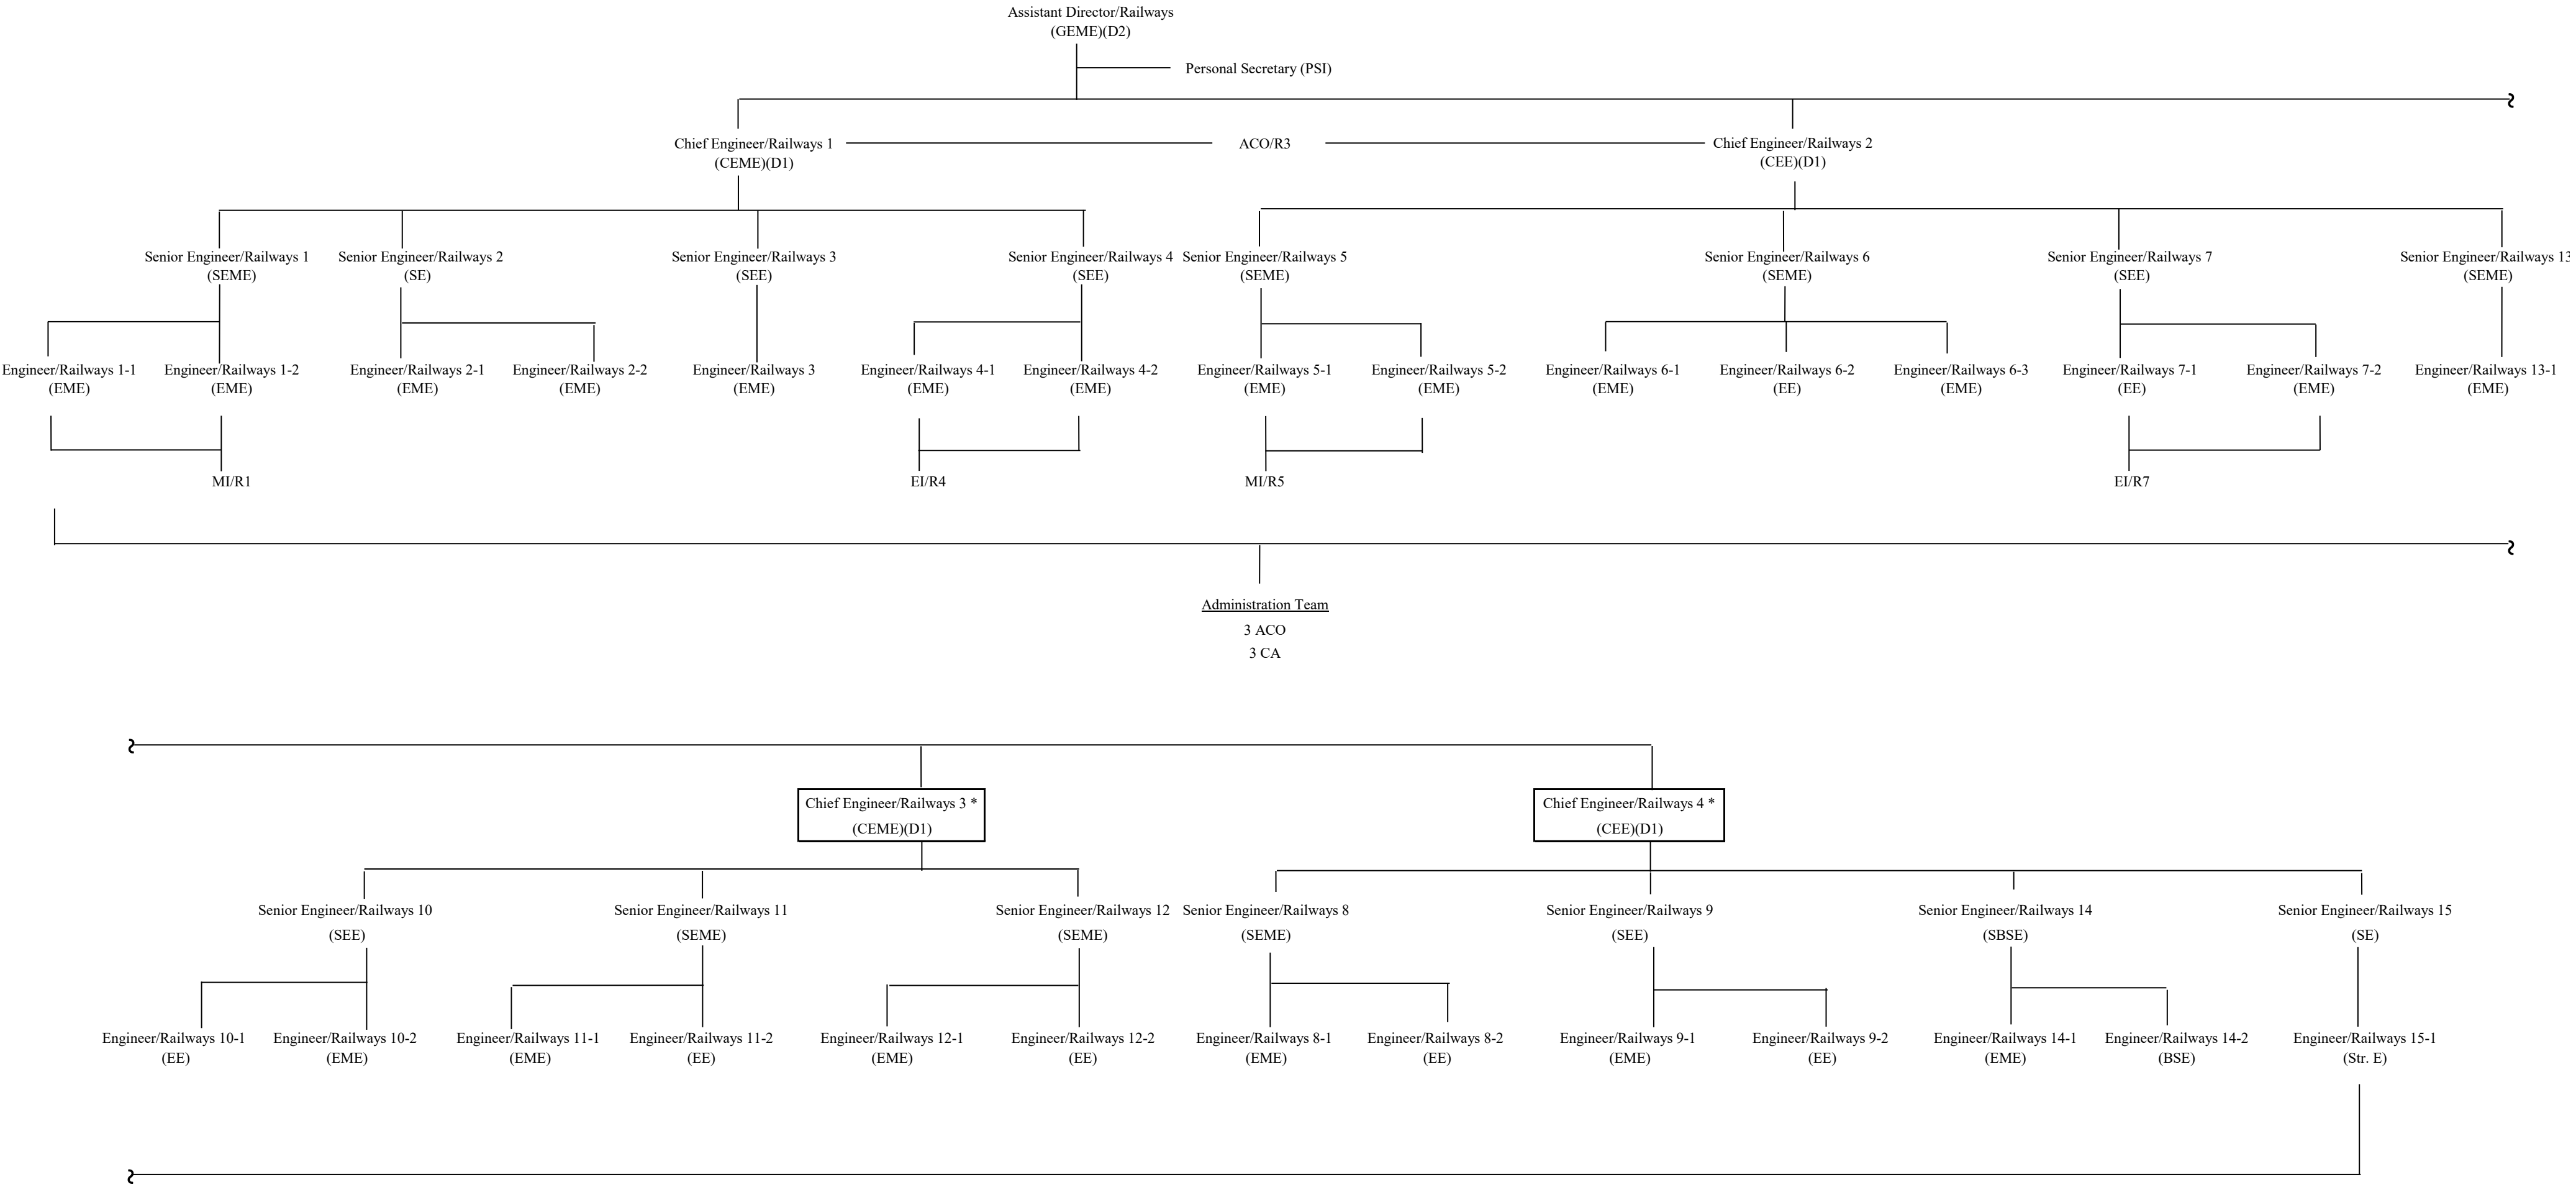 Assistant Director/Railways
(GEME)(D2)
Personal Secretary (PSI)
Chief Engineer/Railways 1
(CEME)(D1)
ACO/R3
Chief Engineer/Railways 2
(CEE)(D1)
Senior Engineer/Railways 1
(SEME)
Senior Engineer/Railways 2
(SE)
Senior Engineer/Railways 3
(SEE)
Senior Engineer/Railways 4
(SEE)
Senior Engineer/Railways 5
(SEME)
Senior Engineer/Railways 6
(SEME)
Senior Engineer/Railways 7
(SEE)
Senior Engineer/Railways 13
(SEME)
Engineer/Railways 1-1
(EME)
Engineer/Railways 1-2
(EME)
Engineer/Railways 2-1
(EME)
Engineer/Railways 2-2
(EME)
Engineer/Railways 3
(EME)
Engineer/Railways 4-1
(EME)
Engineer/Railways 4-2
(EME)
Engineer/Railways 5-1
(EME)
Engineer/Railways 5-2
(EME)
Engineer/Railways 6-1
(EME)
Engineer/Railways 6-2
(EE)
Engineer/Railways 6-3
(EME)
Engineer/Railways 7-1
(EE)
Engineer/Railways 7-2
(EME)
Engineer/Railways 13-1
(EME)
MI/R1
EI/R4
MI/R5
EI/R7
Administration Team
3 ACO
3 CA
Chief Engineer/Railways 3 *
(CEME)(D1)
Chief Engineer/Railways 4 *
(CEE)(D1)
Senior Engineer/Railways 10
(SEE)
Senior Engineer/Railways 11
(SEME)
Senior Engineer/Railways 12
(SEME)
Senior Engineer/Railways 8
(SEME)
Senior Engineer/Railways 9
(SEE)
Senior Engineer/Railways 14
(SBSE)
Senior Engineer/Railways 15
(SE)
Engineer/Railways 10-1
(EE)
Engineer/Railways 10-2
(EME)
Engineer/Railways 11-1
(EME)
Engineer/Railways 11-2
(EE)
Engineer/Railways 12-1
(EME)
Engineer/Railways 12-2
(EE)
Engineer/Railways 8-1
(EME)
Engineer/Railways 8-2
(EE)
Engineer/Railways 9-1
(EME)
Engineer/Railways 9-2
(EE)
Engineer/Railways 14-1
(EME)
Engineer/Railways 14-2
(BSE)
Engineer/Railways 15-1
(Str. E)